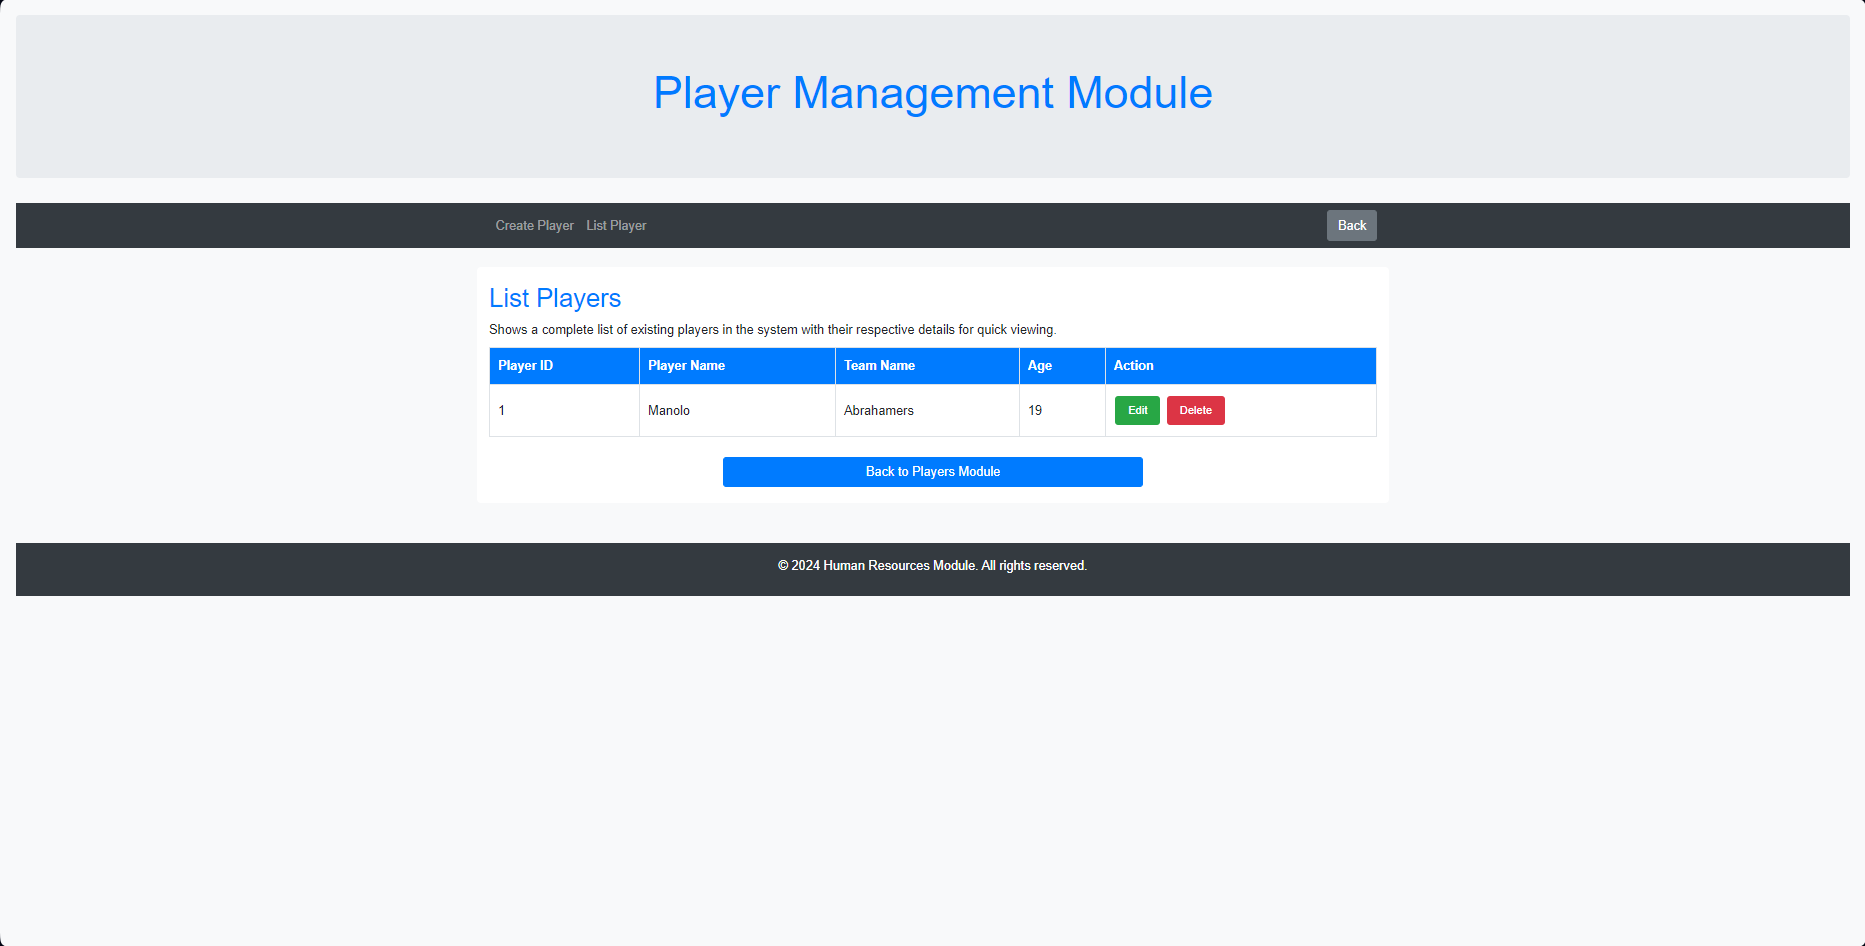 Player Management Module
Create Player List Player Back
List Players
Shows a complete list of existing players in the system with their respective details for quick viewing.
Player ID Player Name Team Name Age Action
1 Manolo Abrahamers 19 Edit Delete
Back to Players Module
© 2024 Human Resources Module. All rights reserved.